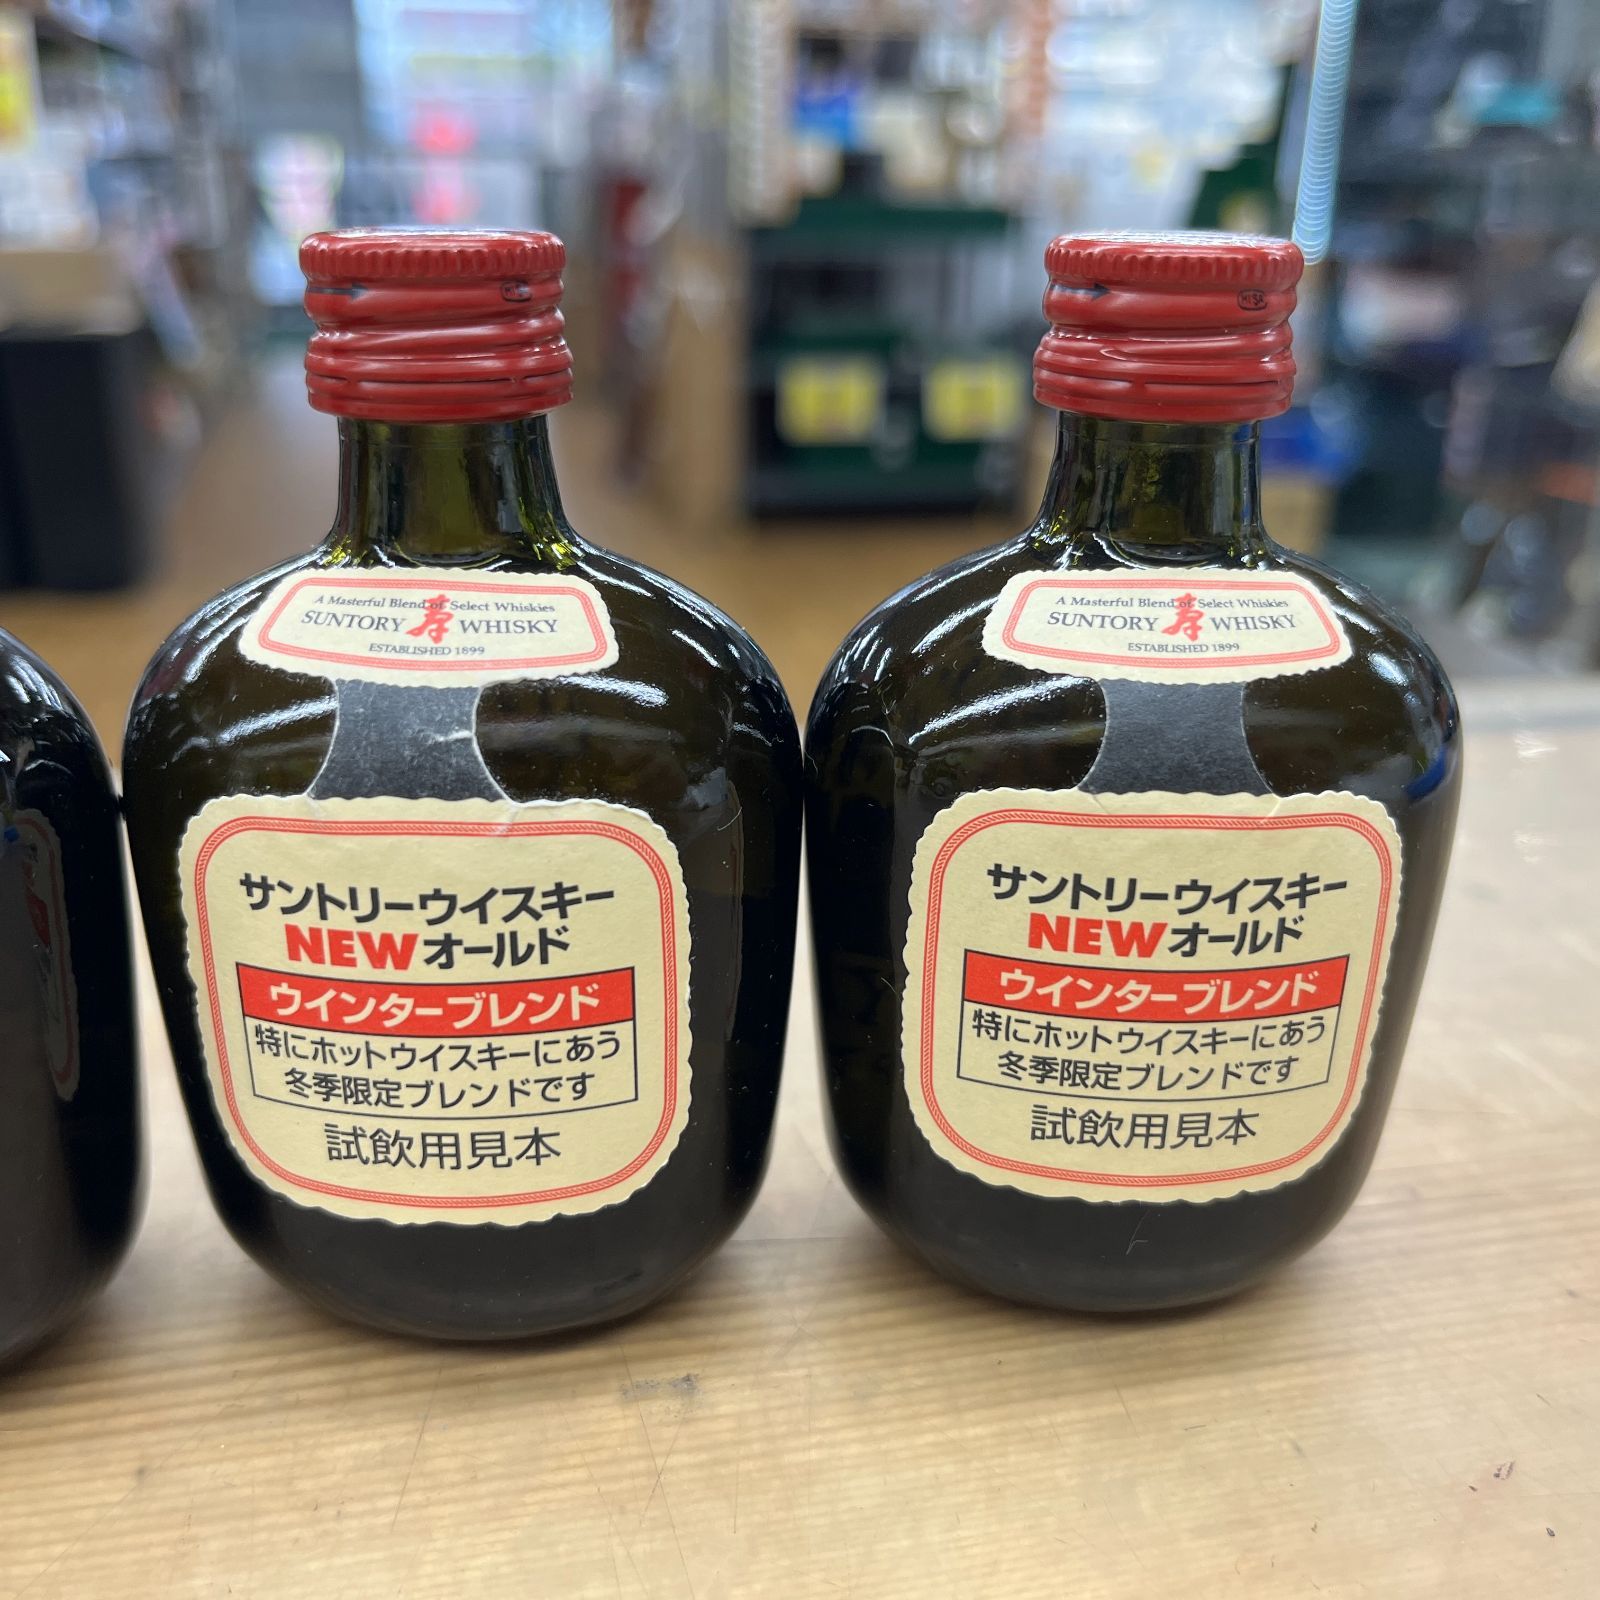 A Masterful Blend of Select Whiskies
SUNTORY 寿 WHISKY
ESTABLISHED 1899
サントリーウイスキー
NEWオールド
ウインターブレンド
特にホットウイスキーにあう
冬季限定ブレンドです
試飲用見本
HISA
A Masterful Blend of Select Whiskies
SUNTORY 寿 WHISKY
ESTABLISHED 1899
サントリーウイスキー
NEWオールド
ウインターブレンド
特にホットウイスキーにあう
冬季限定ブレンドです
試飲用見本